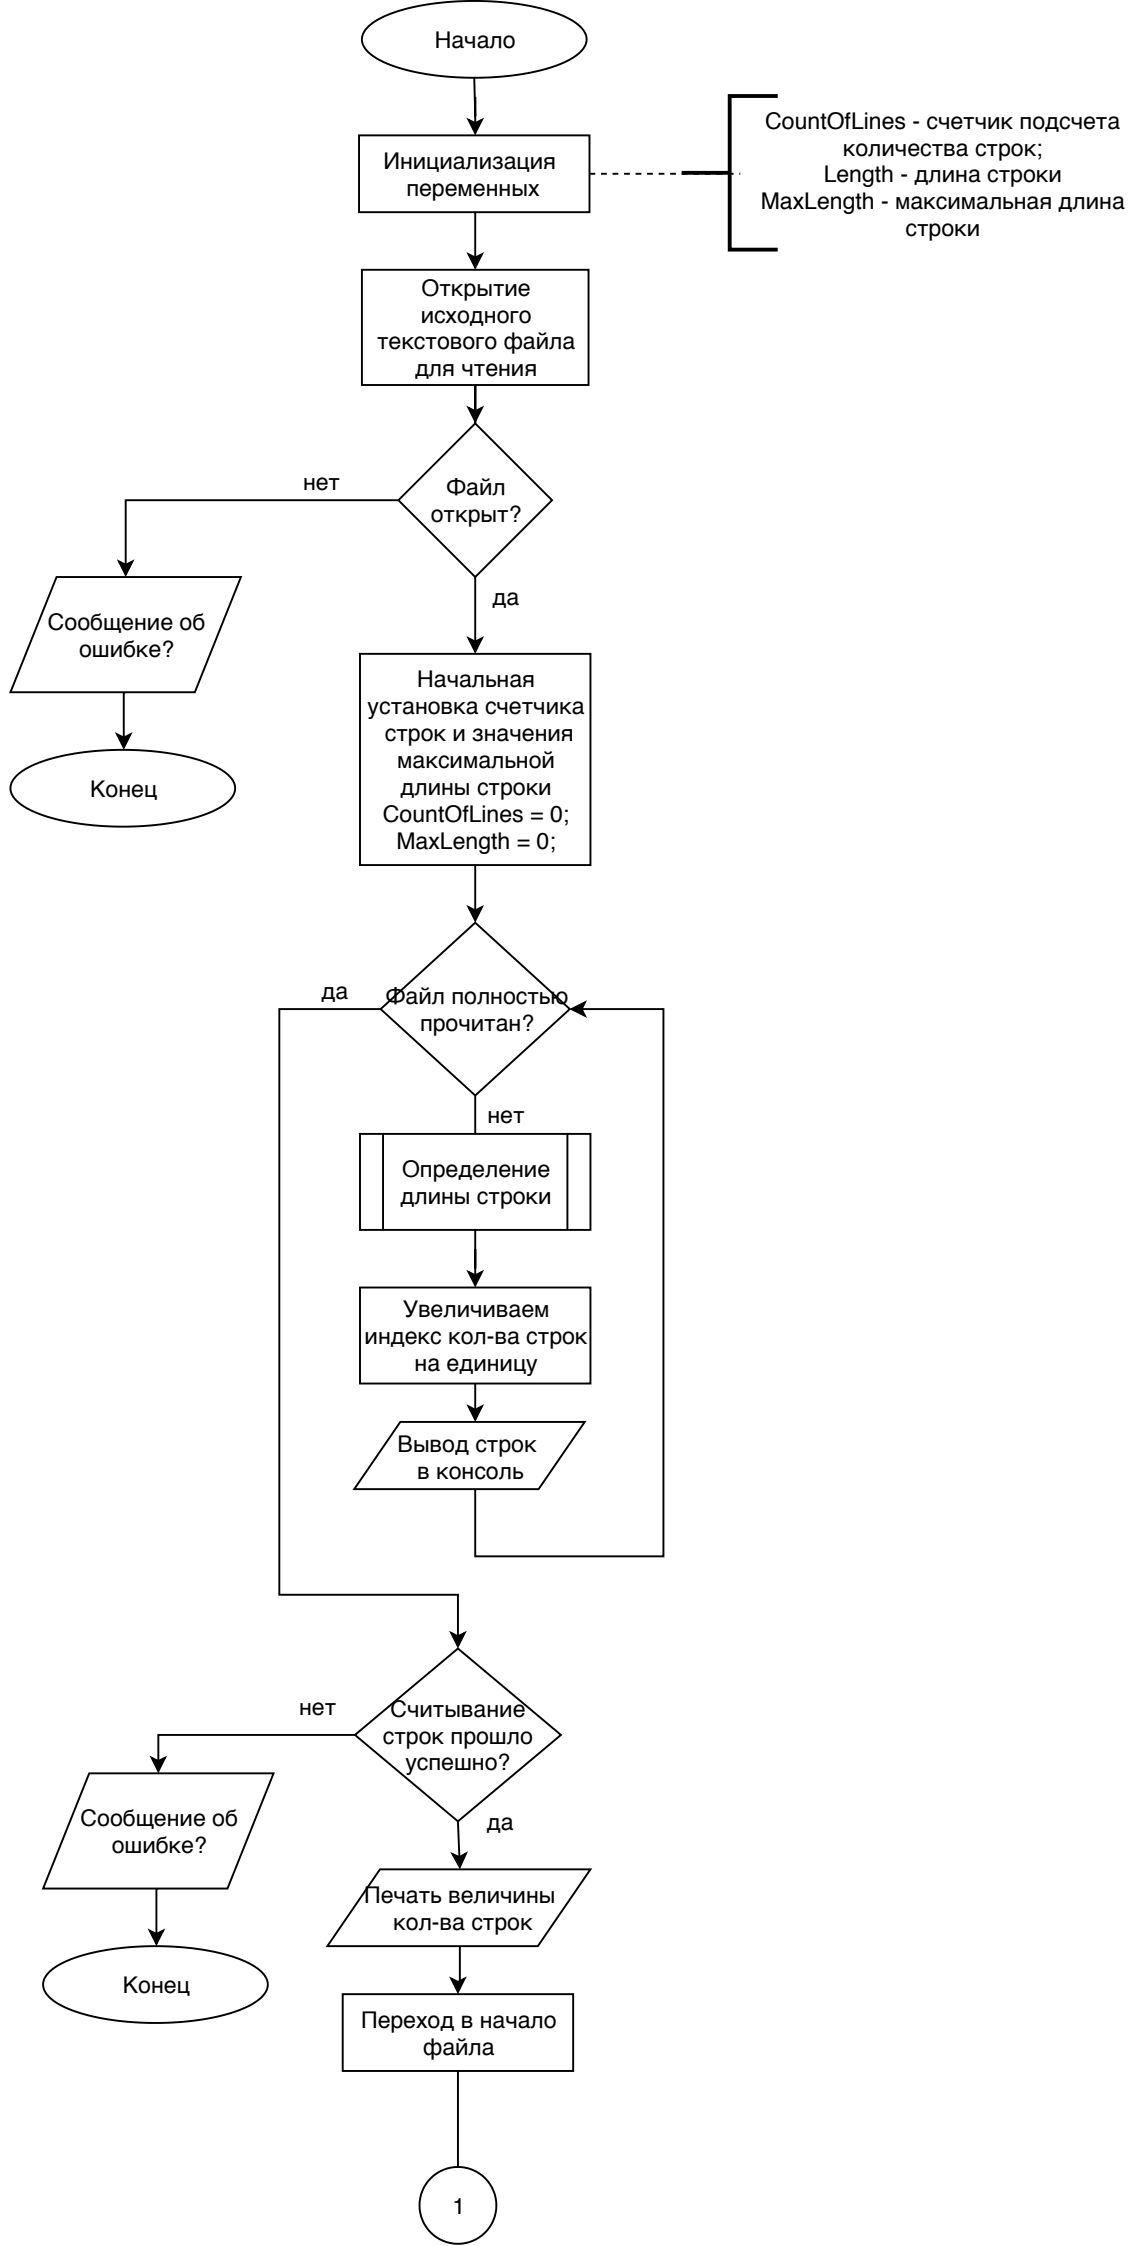 Начало
Инициализация
переменных
CountOfLines - счетчик подсчета
количества строк;
Length - длина строки
MaxLength - максимальная длина
строки
Открытие
исходного
текстового файла
для чтения
Файл
открыт?
нет
да
Сообщение об
ошибке?
Конец
Начальная
установка счетчика
строк и значения
максимальной
длины строки
CountOfLines = 0;
MaxLength = 0;
Файл полностью
прочитан?
да
нет
Определение
длины строки
Увеличиваем
индекс кол-ва строк
на единицу
Вывод строк
в консоль
Считывание
строк прошло
успешно?
нет
да
Сообщение об
ошибке?
Конец
Печать величины
кол-ва строк
Переход в начало
файла
1